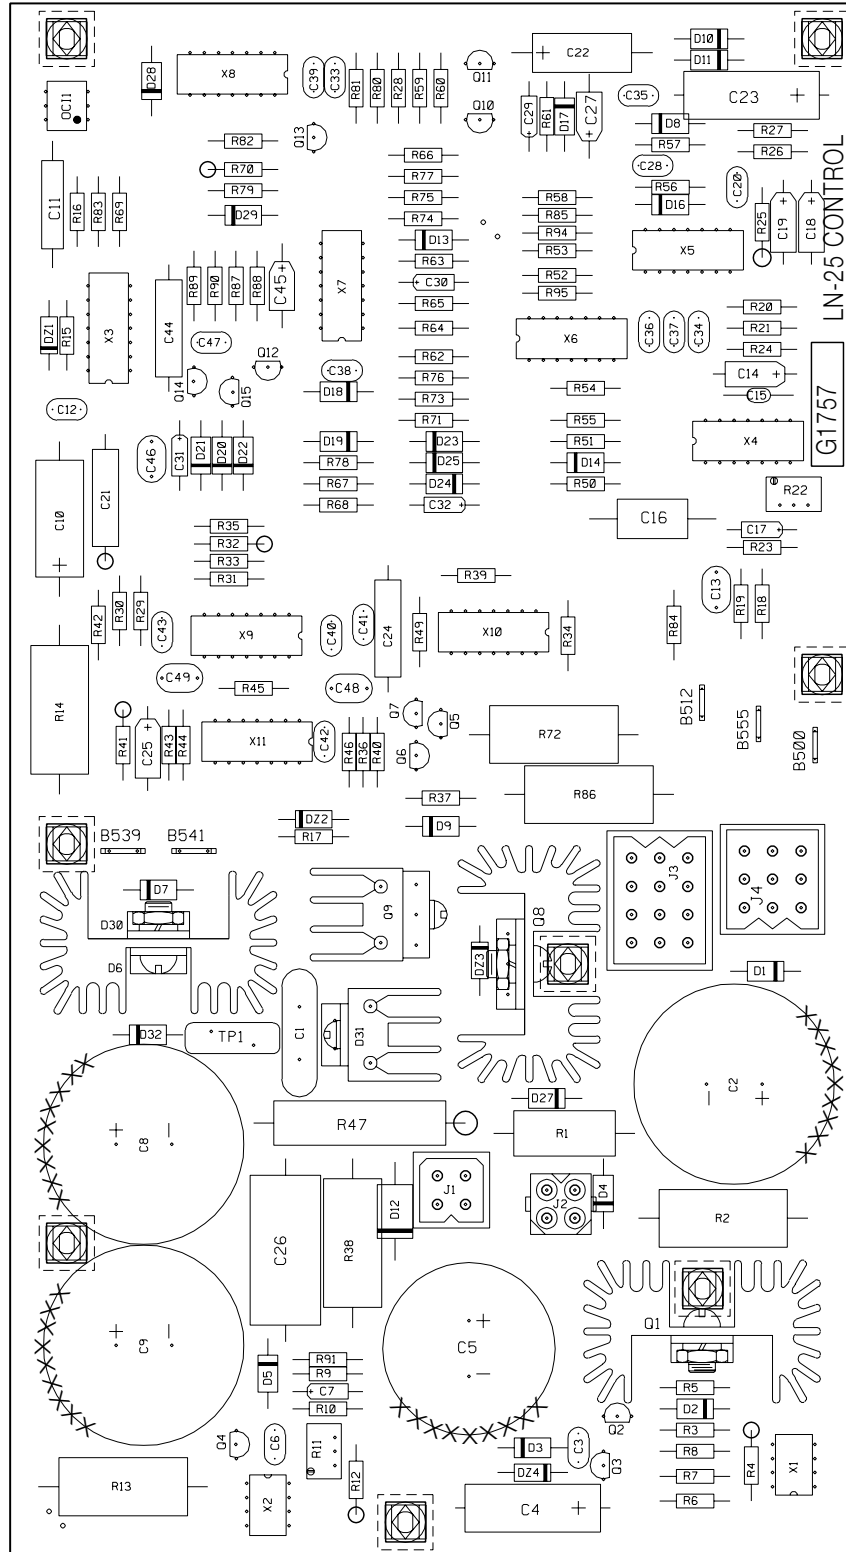 D28
X8
C39
C33
R81
R80
R28
R59
R60
Q11
Q10
C22
D10
D11
OCI1
C29
R61
D17
C27
C35
C23
D8
R57
R27
R26
Q13
R82
R70
R79
D29
R66
R77
R75
R74
D13
R63
C30
R65
R64
R62
R76
R73
R71
C28
R56
D16
C20
R25
C19
C18
LN-25 CONTROL
C11
R16
R83
R69
R58
R85
R94
R53
R52
R95
X5
DZ1
R15
X3
C44
R89
R90
R87
R88
C45
X7
C47
Q12
C38
D18
X6
C36
C37
C34
R20
R21
R24
C14
C15
Q14
Q15
C12
R54
R55
R51
D14
R50
X4
G1757
C46
C31
D21
D20
D22
D19
R78
R67
R68
D23
D25
D24
C32
C10
C21
R22
C16
C17
R23
R35
R32
R33
R31
R39
R42
R30
R29
C43
X9
C40
C41
C24
R49
X10
R34
R84
C13
R19
R18
C49
R45
C48
R14
R41
C25
R43
R44
X11
C42
R46
R36
R40
Q7
Q5
Q6
R72
B512
B555
B500
R86
R37
D9
DZ2
R17
B539
B541
D7
D30
D6
Q9
Q8
DZ3
J3
J4
D1
D32
TP1
C1
D31
C2
C8
R47
D27
R1
J1
J2
D4
R2
C26
R38
D12
C9
C5
Q1
D5
R91
R9
C7
R10
R5
D2
R3
R8
R7
R6
Q2
Q4
C6
R11
R12
D3
C3
Q3
DZ4
R4
X1
R13
X2
C4